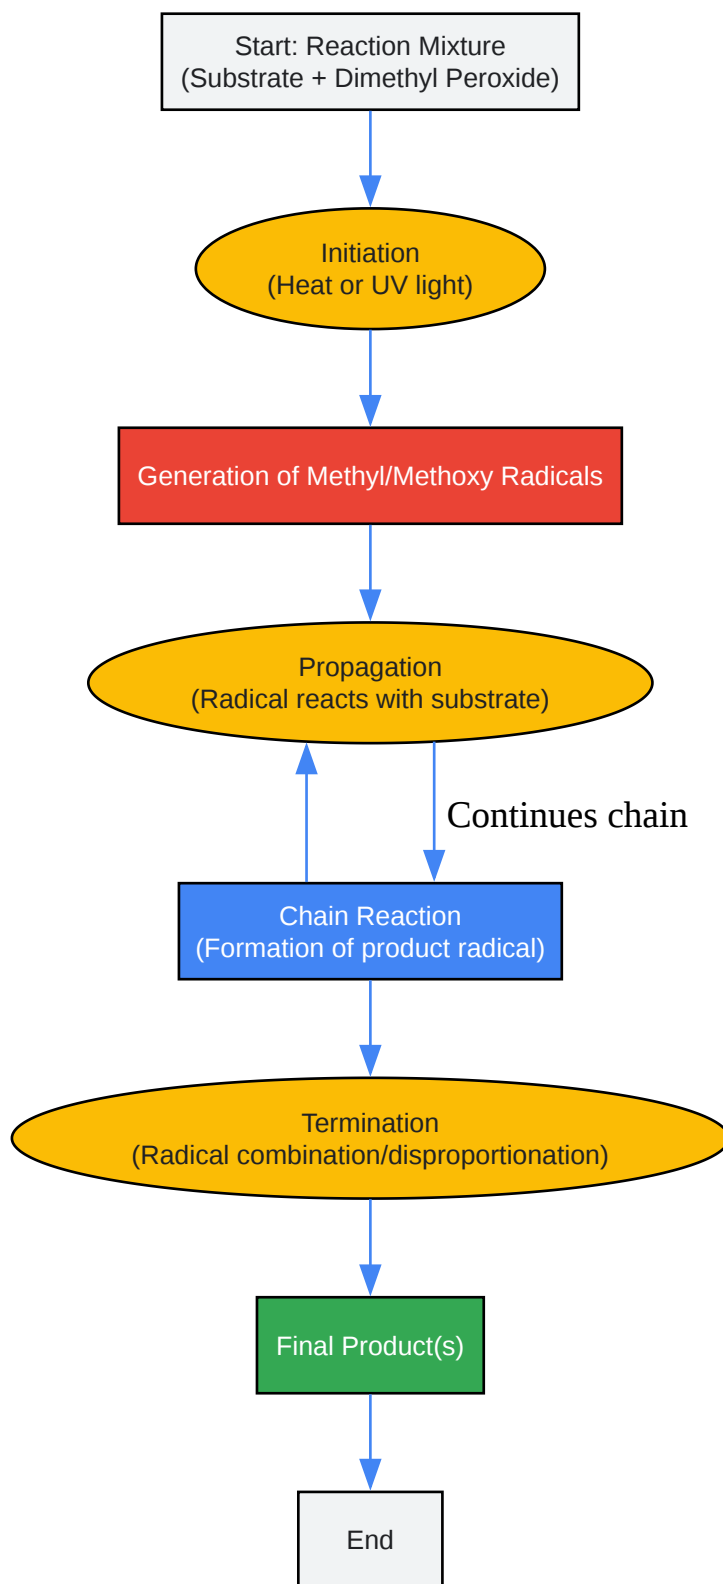 Start: Reaction Mixture
(Substrate + Dimethyl Peroxide)
Initiation
(Heat or UV light)
Generation of Methyl/Methoxy Radicals
Propagation
(Radical reacts with substrate)
Continues chain
Chain Reaction
(Formation of product radical)
Termination
(Radical combination/disproportionation)
Final Product(s)
End